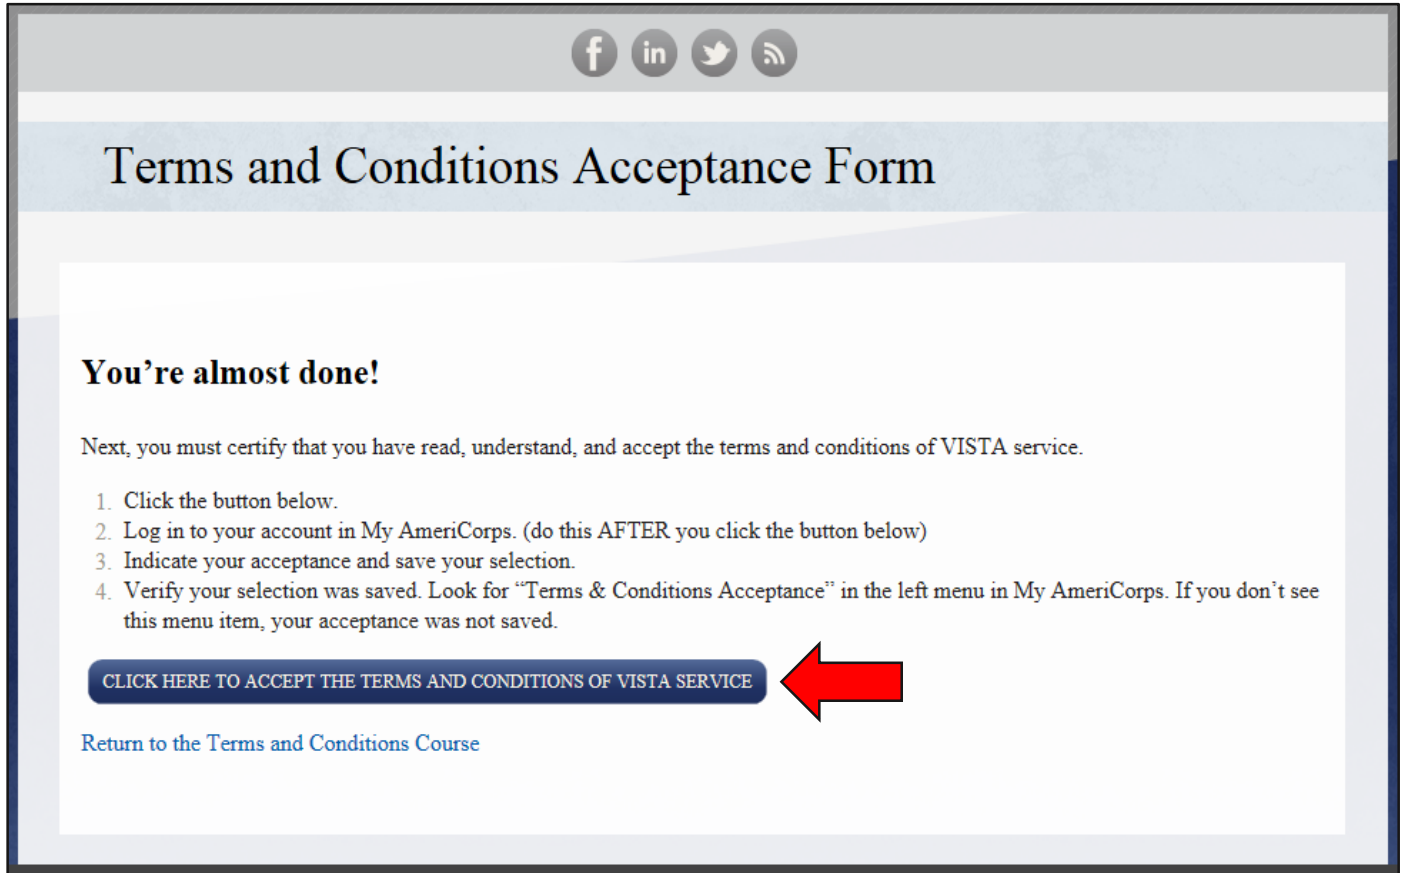 f in
Terms and Conditions Acceptance Form
You’re almost done!
Next, you must certify that you have read, understand, and accept the terms and conditions of VISTA service.
1. Click the button below.
2. Log in to your account in My AmeriCorps. (do this AFTER you click the button below)
3. Indicate your acceptance and save your selection.
4. Verify your selection was saved. Look for “Terms & Conditions Acceptance” in the left menu in My AmeriCorps. If you don’t see
this menu item, your acceptance was not saved.
CLICK HERE TO ACCEPT THE TERMS AND CONDITIONS OF VISTA SERVICE
Return to the Terms and Conditions Course